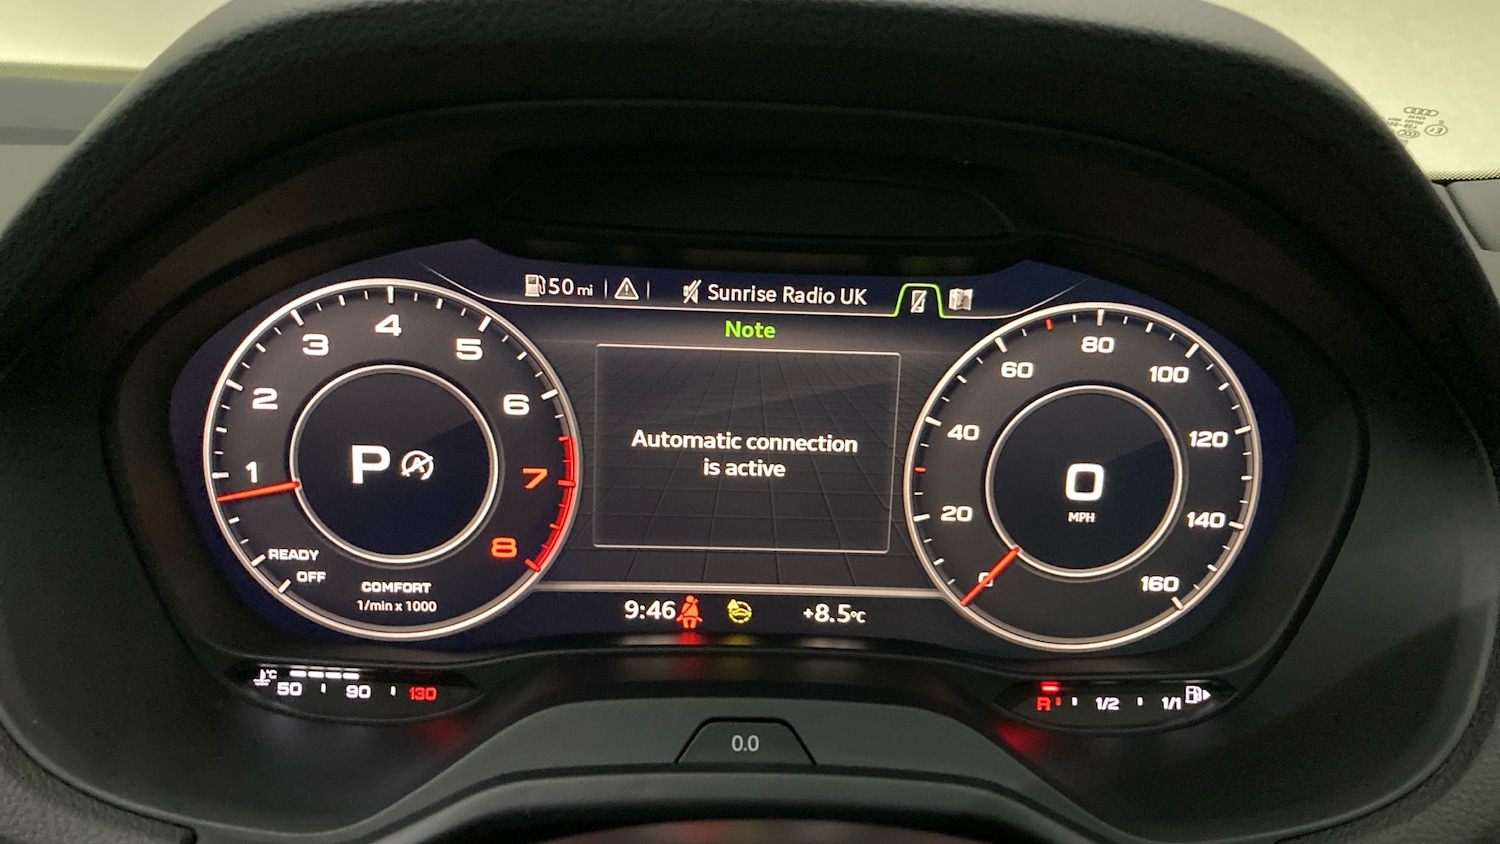 50 mi
Sunrise Radio UK
Note
Automatic connection
is active
1
2
3
4
5
6
7
8
P
A
READY
OFF
COMFORT
1/min x 1000
0
20
40
60
80
100
120
140
160
0
MPH
9:46
+8.5°C
°C
50
90
130
R
1/2
1/1
0.0